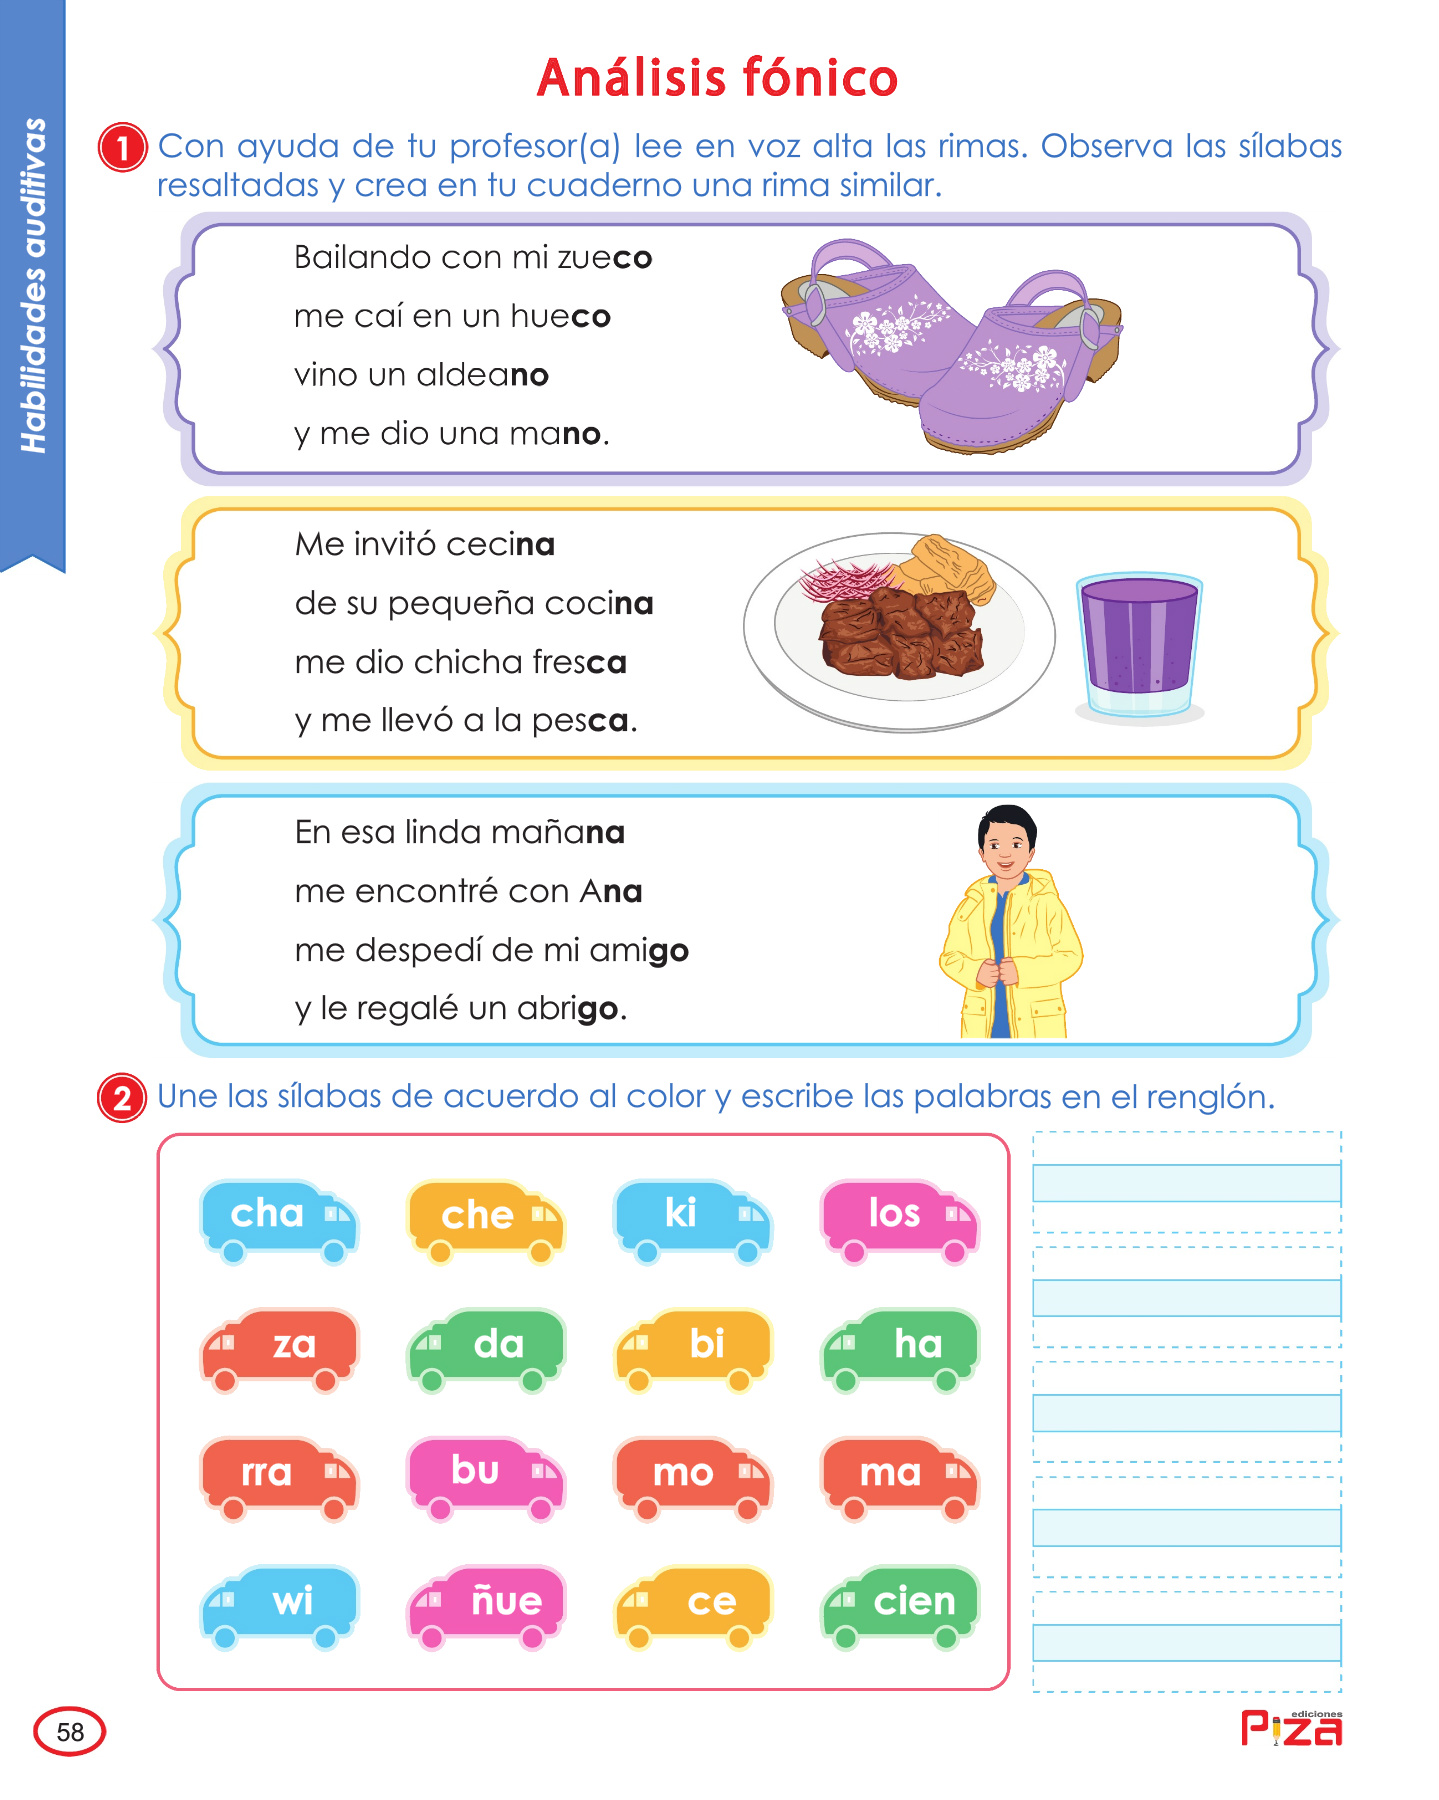 Habilidades auditivas
Análisis fónico
1 Con ayuda de tu profesor(a) lee en voz alta las rimas. Observa las sílabas
resaltadas y crea en tu cuaderno una rima similar.
Bailando con mi zueco
me caí en un hueco
vino un aldeano
y me dio una mano.
Me invitó cecina
de su pequeña cocina
me dio chicha fresca
y me llevó a la pesca.
En esa linda mañana
me encontré con Ana
me despedí de mi amigo
y le regalé un abrigo.
2 Une las sílabas de acuerdo al color y escribe las palabras en el renglón.
cha che ki los
za da bi ha
rra bu mo ma
wi ñue ce cien
58
ediciones
Piza